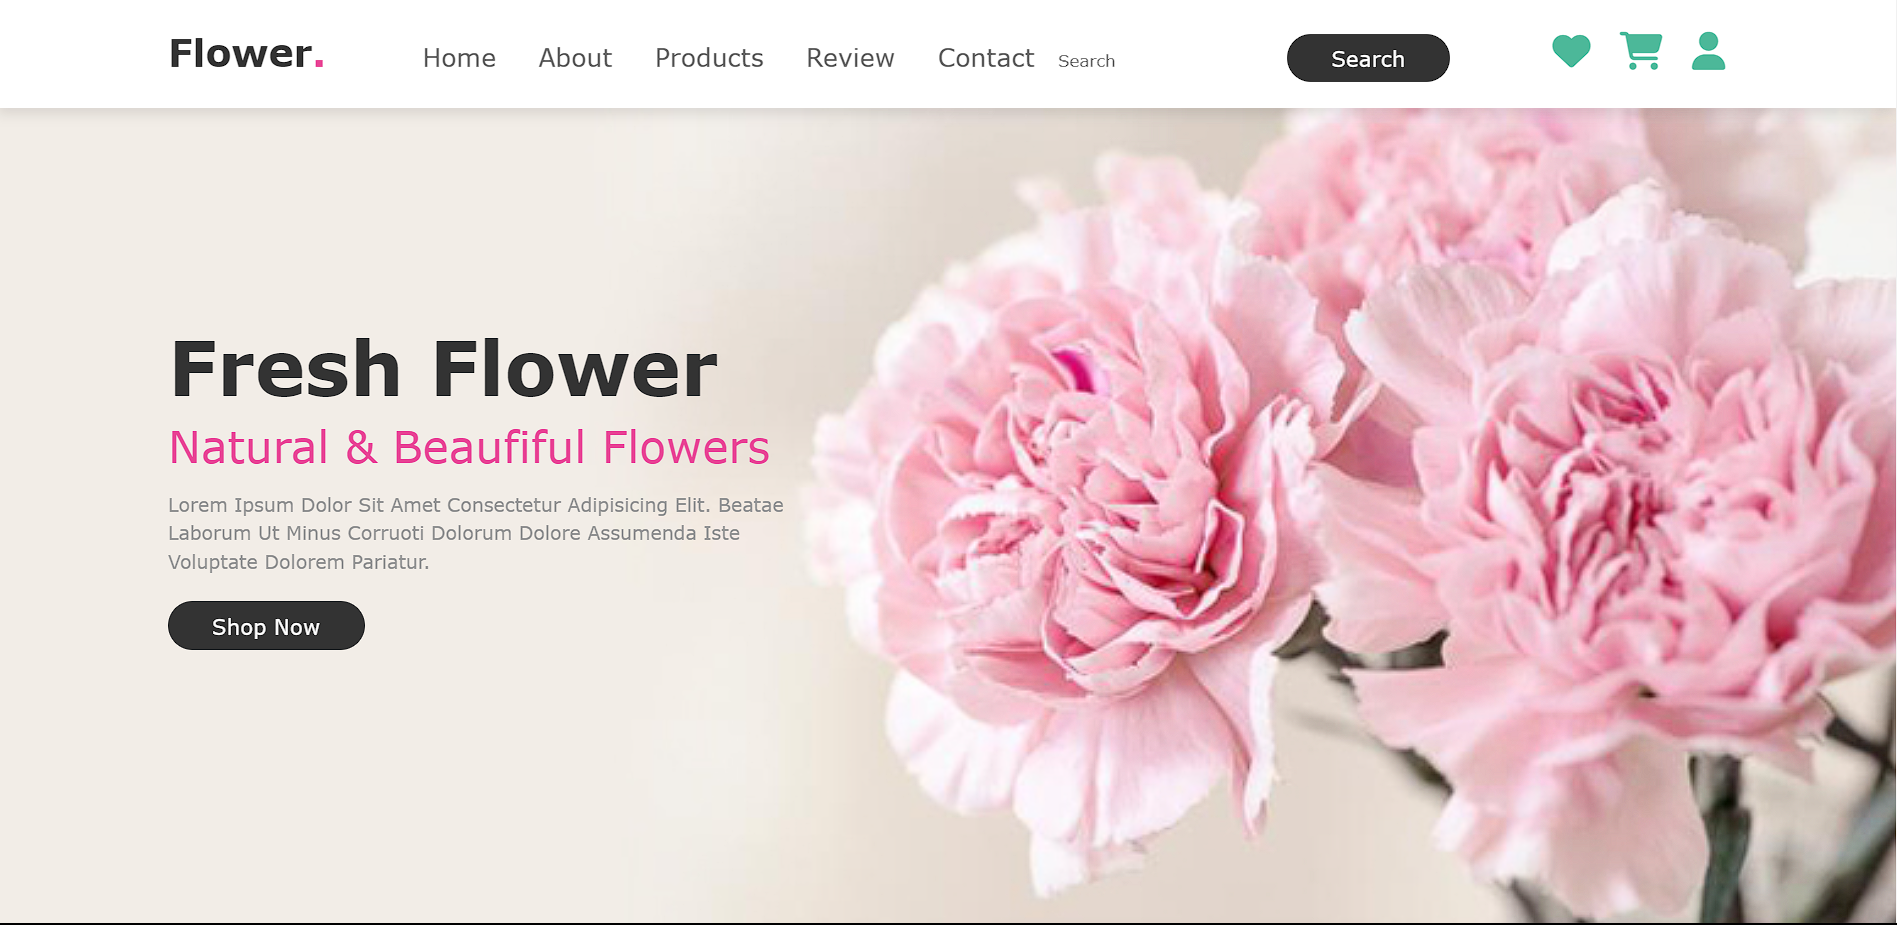 Flower.
Home About Products Review Contact Search Search
Fresh Flower
Natural & Beaufiful Flowers
Lorem Ipsum Dolor Sit Amet Consectetur Adipisicing Elit. Beatae
Laborum Ut Minus Corruoti Dolorum Dolore Assumenda Iste
Voluptate Dolorem Pariatur.
Shop Now